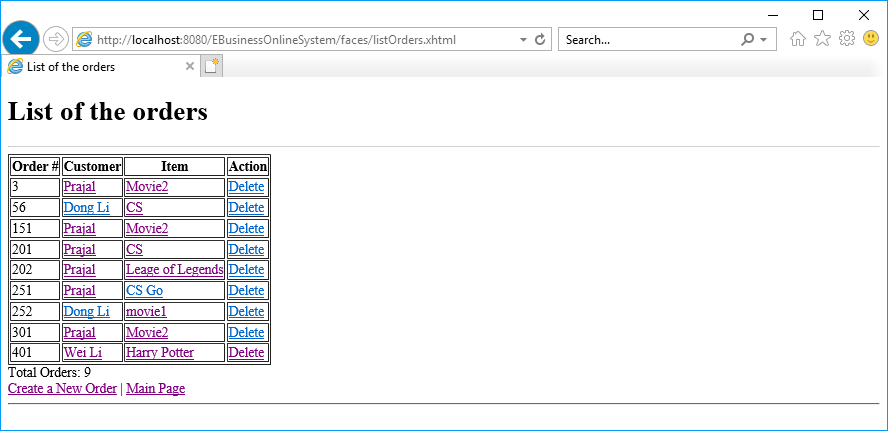 http://localhost:8080/EBusinessOnlineSystem/faces/listOrders.xhtml Search...
List of the orders
List of the orders
Order # Customer Item Action
3 Prajal Movie2 Delete
56 Dong Li CS Delete
151 Prajal Movie2 Delete
201 Prajal CS Delete
202 Prajal Leage of Legends Delete
251 Prajal CS Go Delete
252 Dong Li movie1 Delete
301 Prajal Movie2 Delete
401 Wei Li Harry Potter Delete
Total Orders: 9
Create a New Order | Main Page